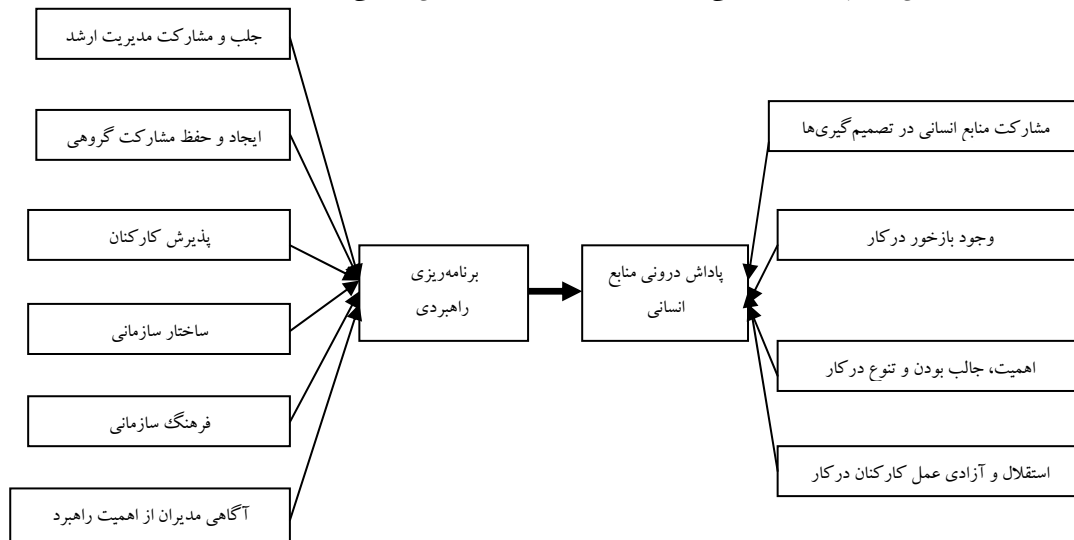 جلب و مشارکت مدیریت ارشد
ایجاد و حفظ مشارکت گروهی
پذیرش کارکنان
ساختار سازمانی
فرهنگ سازمانی
آگاهی مدیران از اهمیت راهبرد
برنامه‌ریزی
راهبردی
پاداش درونی منابع
انسانی
مشارکت منابع انسانی در تصمیم‌گیری‌ها
وجود بازخور درکار
اهمیت، جالب بودن و تنوع درکار
استقلال و آزادی عمل کارکنان درکار